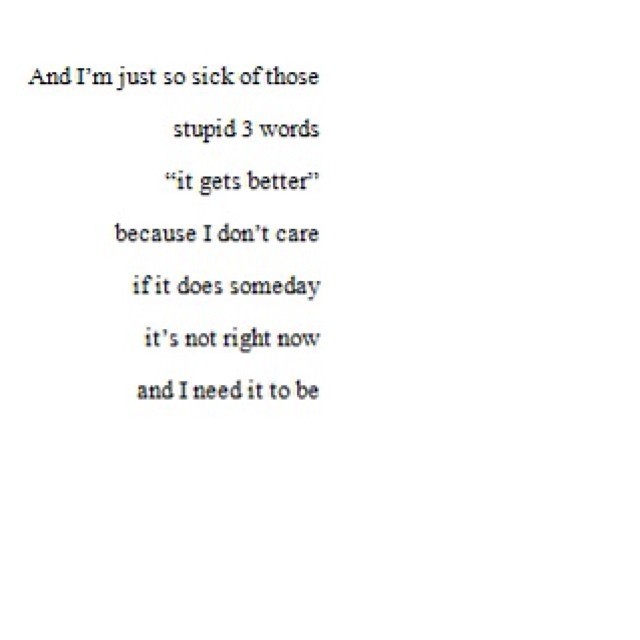 And I’m just so sick of those
stupid 3 words
“it gets better”
because I don’t care
if it does someday
it’s not right now
and I need it to be